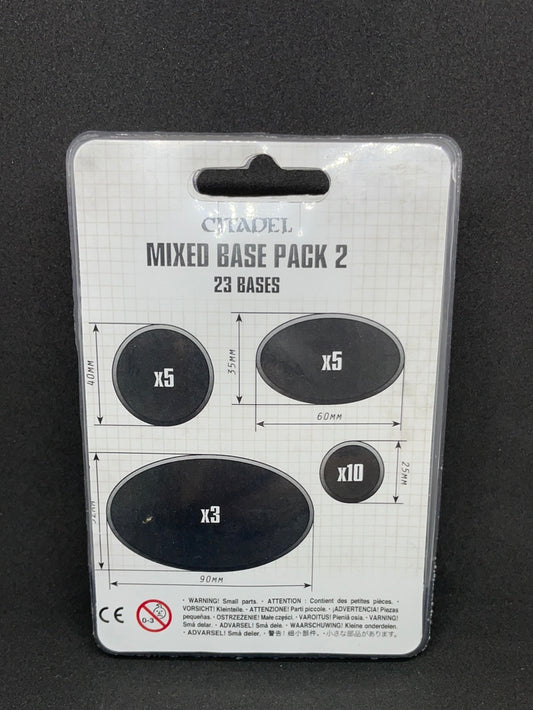 CITADEL
MIXED BASE PACK 2
23 BASES
40MM
x5
35MM
x5
60MM
x3
90MM
x10
25MM
CE
0-3
• WARNING! Small parts. • ATTENTION : Contient des petites pièces. •
VORSICHT! Kleinteile. • ATTENZIONE! Parti piccole. • ¡ADVERTENCIA! Piezas
pequeñas. • OSTRZEZENIE! Małe części. • VAROITUS! Pieniä osia. • VARNING!
Små delar. • ADVARSEL! Små dele. • WAARSCHUWING! Kleine onderdelen.
• ADVARSEL! Små deler. • 警告! 細小部件。 • 小さな部品があります。